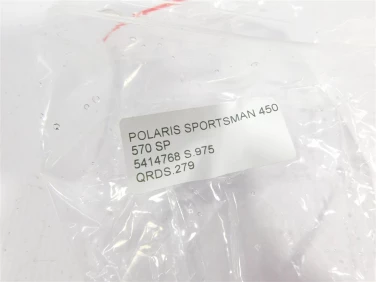 POLARIS SPORTSMAN 450
570 SP
5414768 S.975
QRDS.279